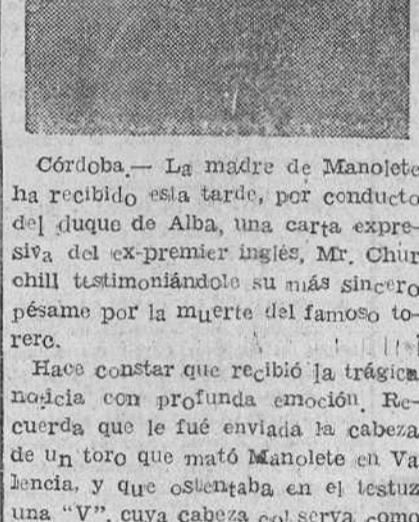 Córdoba.— La madre de Manolete
ha recibido esta tarde, por conducto
del duque de Alba, una carta expre-
siva del ex-premier inglés, Mr. Chur
chill testimoniándole su más sincero
pésame por la muerte del famoso to-
rero.
Hace constar que recibió la trágica
noticia con profunda emoción. Re-
cuerda que le fué enviada la cabeza
de un toro que mató Manolete en Va
lencia, y que ostentaba en el testuz
una "V", cuya cabeza conserva como